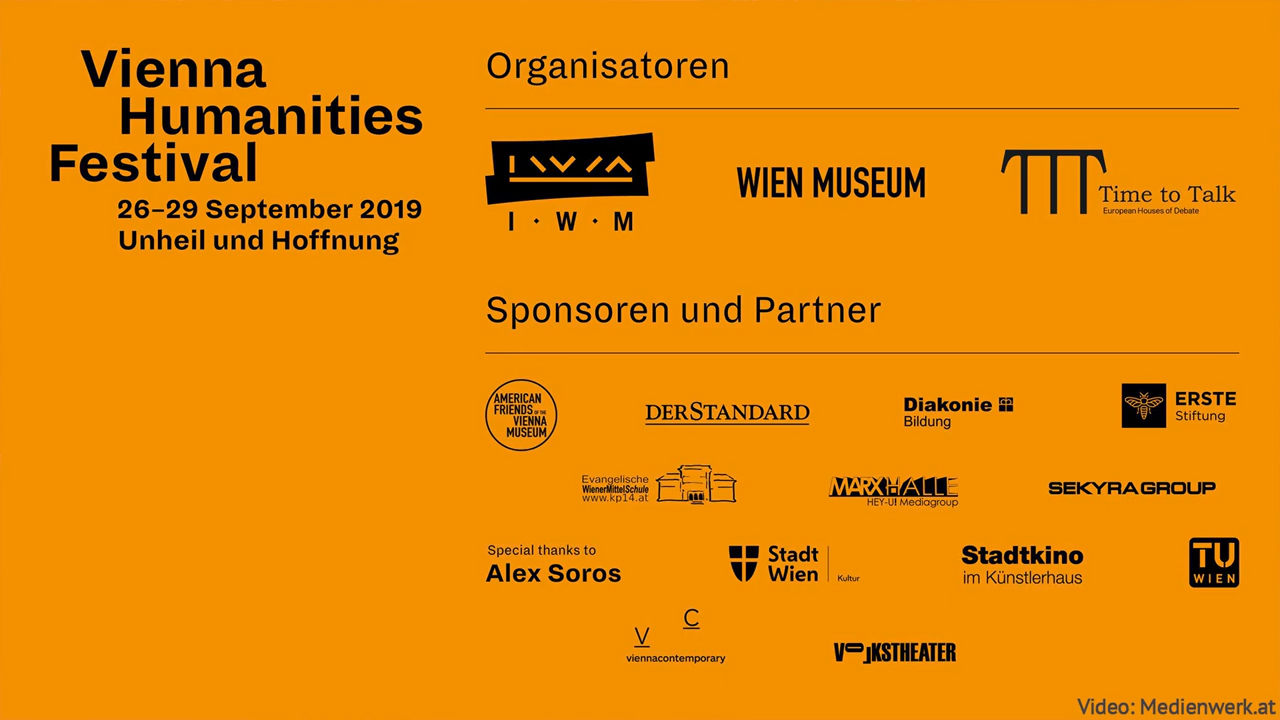 Vienna
Humanities
Festival
26–29 September 2019
Unheil und Hoffnung
Organisatoren
I · W · M
WIEN MUSEUM
TTT Time to Talk
European Houses of Debate
Sponsoren und Partner
AMERICAN
FRIENDS OF THE
VIENNA
MUSEUM
DERSTANDARD
Diakonie
Bildung
ERSTE
Stiftung
Evangelische
WienerMittelSchule
www.kp14.at
MARXHALLE
HEY-U! Mediagroup
SEKYRA GROUP
Special thanks to
Alex Soros
Stadt
Wien
Kultur
Stadtkino
im Künstlerhaus
TU
WIEN
V C
viennacontemporary
VOLKSTHEATER
Video: Medienwerk.at